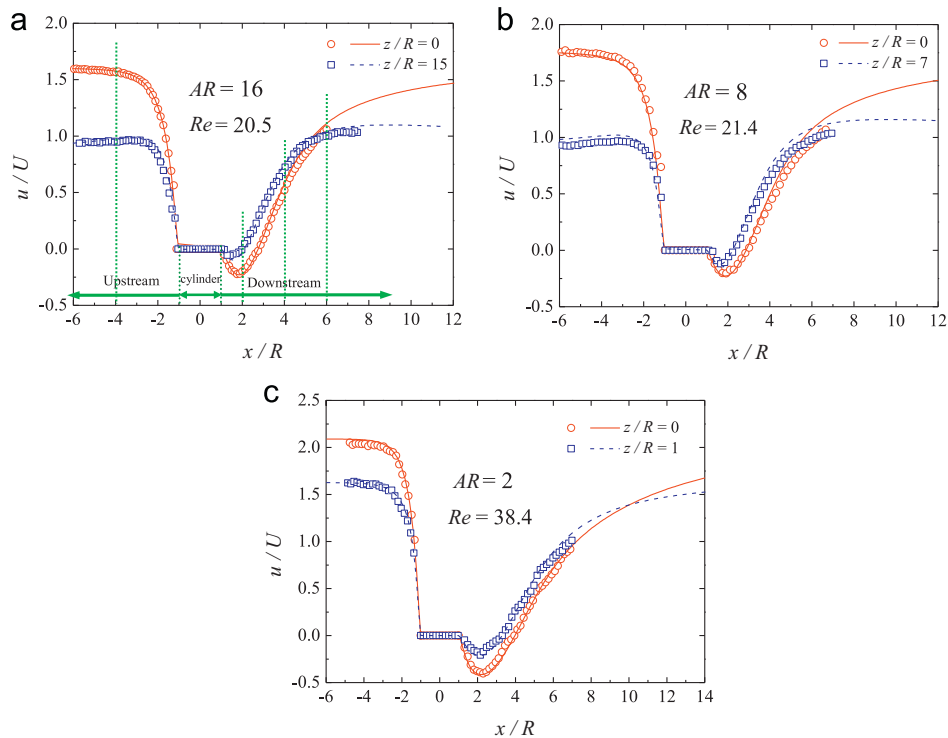 a
2.0
1.5
1.0
0.5
0.0
-0.5
u / U
z / R = 0
z / R = 15
AR = 16
Re = 20.5
Upstream
cylinder
Downstream
-6 -4 -2 0 2 4 6 8 10 12
x / R
b
2.0
1.5
1.0
0.5
0.0
-0.5
u / U
z / R = 0
z / R = 7
AR = 8
Re = 21.4
-6 -4 -2 0 2 4 6 8 10 12
x / R
c
2.5
2.0
1.5
1.0
0.5
0.0
-0.5
u / U
z / R = 0
z / R = 1
AR = 2
Re = 38.4
-6 -4 -2 0 2 4 6 8 10 12 14
x / R